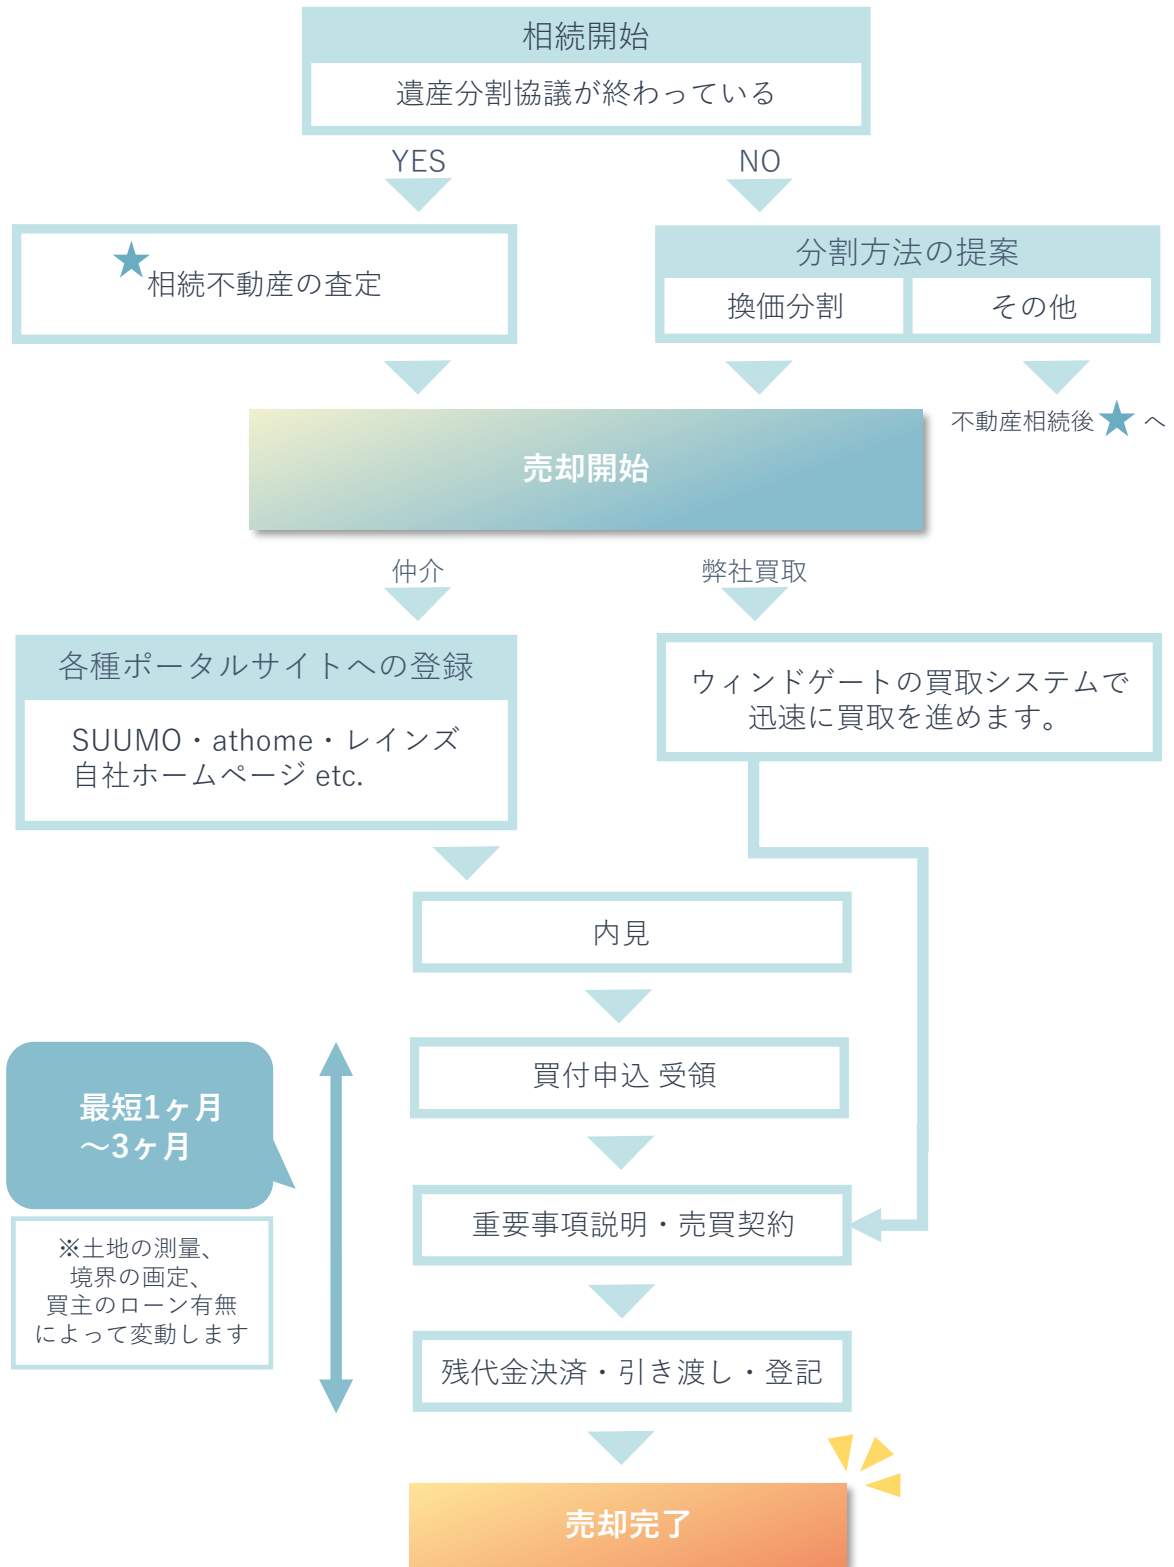 相続開始
遺産分割協議が終わっている
YES
NO
相続不動産の査定
分割方法の提案
換価分割
その他
不動産相続後★へ
売却開始
仲介
弊社買取
各種ポータルサイトへの登録
SUUMO・athome・レインズ
自社ホームページ etc.
ウィンドゲートの買取システムで
迅速に買取を進めます。
内見
買付申込 受領
最短1ヶ月
～3ヶ月
※土地の測量、
境界の画定、
買主のローン有無
によって変動します
重要事項説明・売買契約
残代金決済・引き渡し・登記
売却完了